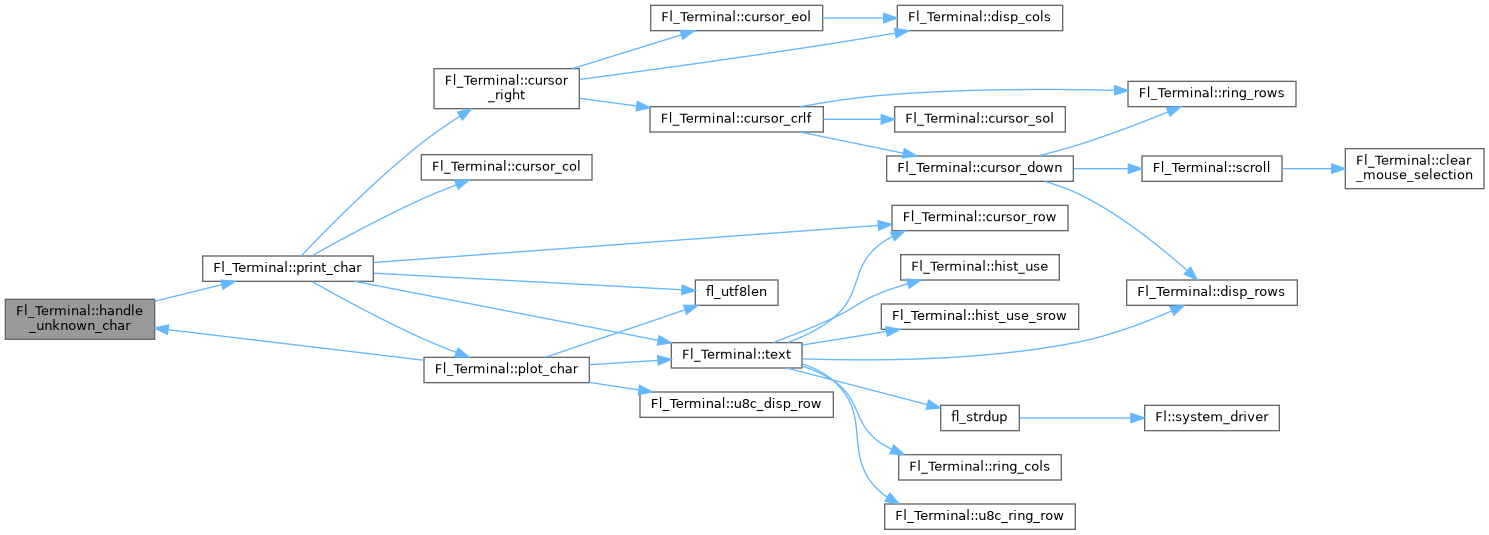 Fl_Terminal::handle
_unknown_char
Fl_Terminal::print_char
Fl_Terminal::cursor
_right
Fl_Terminal::cursor_eol
Fl_Terminal::disp_cols
Fl_Terminal::cursor_crlf
Fl_Terminal::ring_rows
Fl_Terminal::cursor_sol
Fl_Terminal::cursor_down
Fl_Terminal::scroll
Fl_Terminal::clear
_mouse_selection
Fl_Terminal::cursor_col
Fl_Terminal::cursor_row
Fl_Terminal::hist_use
fl_utf8len
Fl_Terminal::disp_rows
Fl_Terminal::hist_use_srow
Fl_Terminal::text
Fl_Terminal::plot_char
Fl_Terminal::u8c_disp_row
fl_strdup
Fl::system_driver
Fl_Terminal::ring_cols
Fl_Terminal::u8c_ring_row